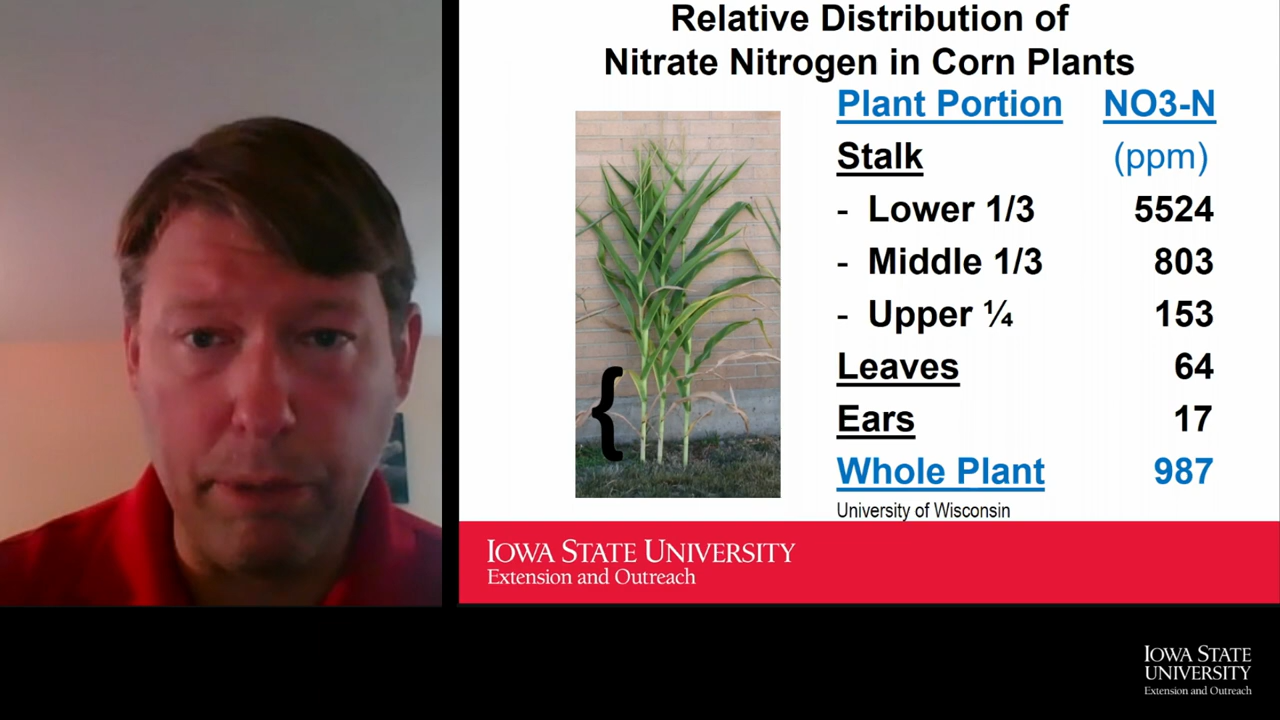 Relative Distribution of
Nitrate Nitrogen in Corn Plants
Plant Portion NO3-N
Stalk (ppm)
- Lower 1/3 5524
- Middle 1/3 803
- Upper ¼ 153
Leaves 64
Ears 17
Whole Plant 987
University of Wisconsin
{
IOWA STATE UNIVERSITY
Extension and Outreach
IOWA STATE
UNIVERSITY
Extension and Outreach